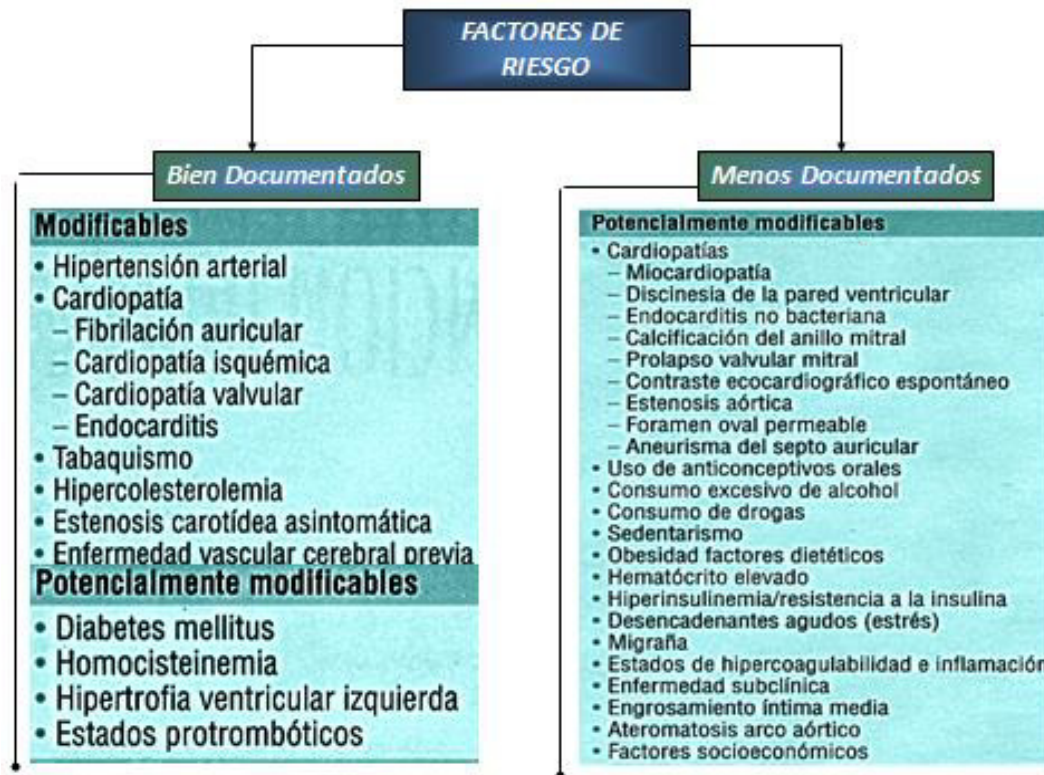 FACTORES DE
RIESGO
Bien Documentados
Modificables
• Hipertensión arterial
• Cardiopatía
– Fibrilación auricular
– Cardiopatía isquémica
– Cardiopatía valvular
– Endocarditis
• Tabaquismo
• Hipercolesterolemia
• Estenosis carotídea asintomática
• Enfermedad vascular cerebral previa
Potencialmente modificables
• Diabetes mellitus
• Homocisteinemia
• Hipertrofia ventricular izquierda
• Estados protrombóticos
Menos Documentados
Potencialmente modificables
• Cardiopatías
– Miocardiopatía
– Discinesia de la pared ventricular
– Endocarditis no bacteriana
– Calcificación del anillo mitral
– Prolapso valvular mitral
– Contraste ecocardiográfico espontáneo
– Estenosis aórtica
– Foramen oval permeable
– Aneurisma del septo auricular
• Uso de anticonceptivos orales
• Consumo excesivo de alcohol
• Consumo de drogas
• Sedentarismo
• Obesidad factores dietéticos
• Hematócrito elevado
• Hiperinsulinemia/resistencia a la insulina
• Desencadenantes agudos (estrés)
• Migraña
• Estados de hipercoagulabilidad e inflamación
• Enfermedad subclínica
• Engrosamiento íntima media
• Ateromatosis arco aórtico
• Factores socioeconómicos